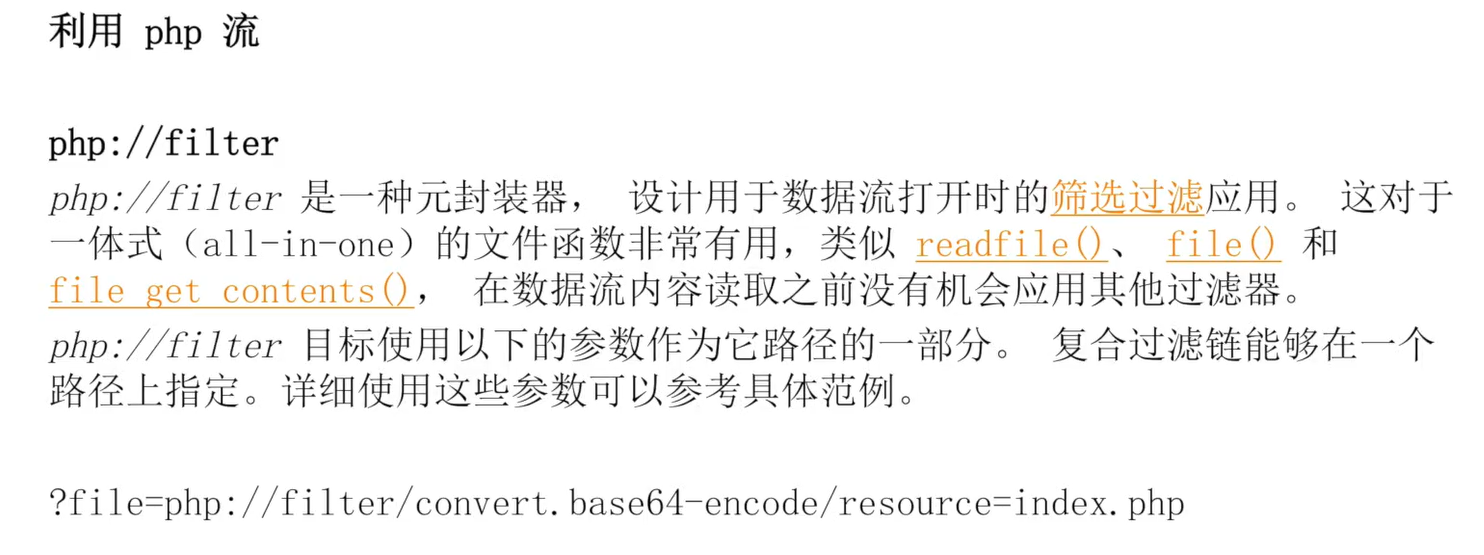 利用 php 流
php://filter
php://filter 是一种元封装器， 设计用于数据流打开时的筛选过滤应用。 这对于
一体式（all-in-one）的文件函数非常有用，类似 readfile()、 file() 和
file_get_contents()， 在数据流内容读取之前没有机会应用其他过滤器。
php://filter 目标使用以下的参数作为它路径的一部分。 复合过滤链能够在一个
路径上指定。详细使用这些参数可以参考具体范例。
?file=php://filter/convert.base64-encode/resource=index.php